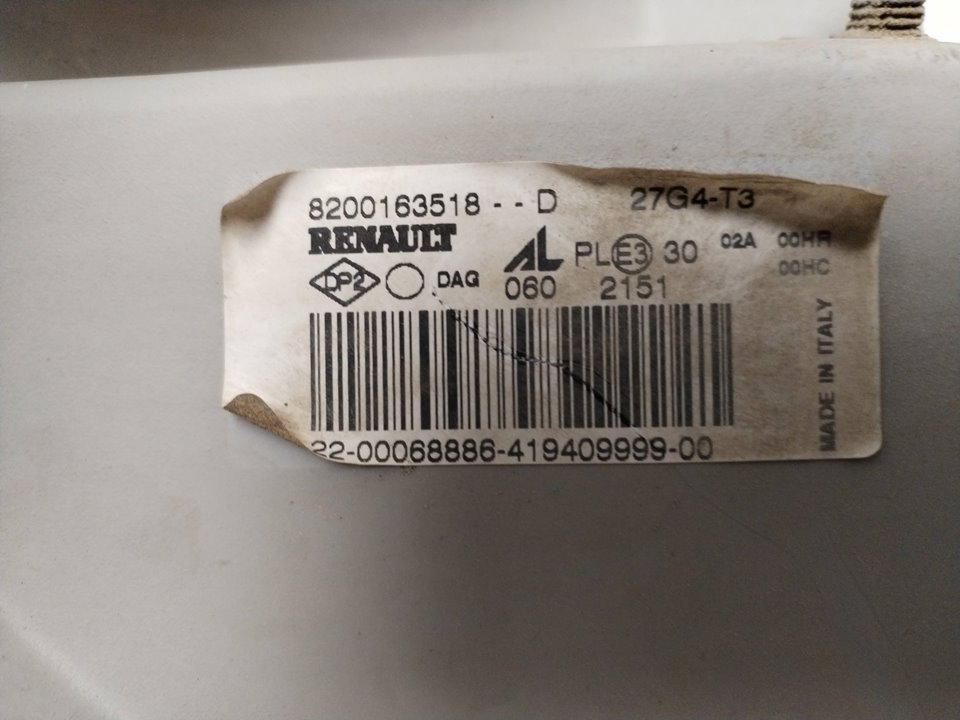 8200163518 - - D 27G4-T3
RENAULT AL PL E3 30 02A 00HR
00HC
DP2 DAG 060 2151
MADE IN ITALY
22-00068886-419409999-00